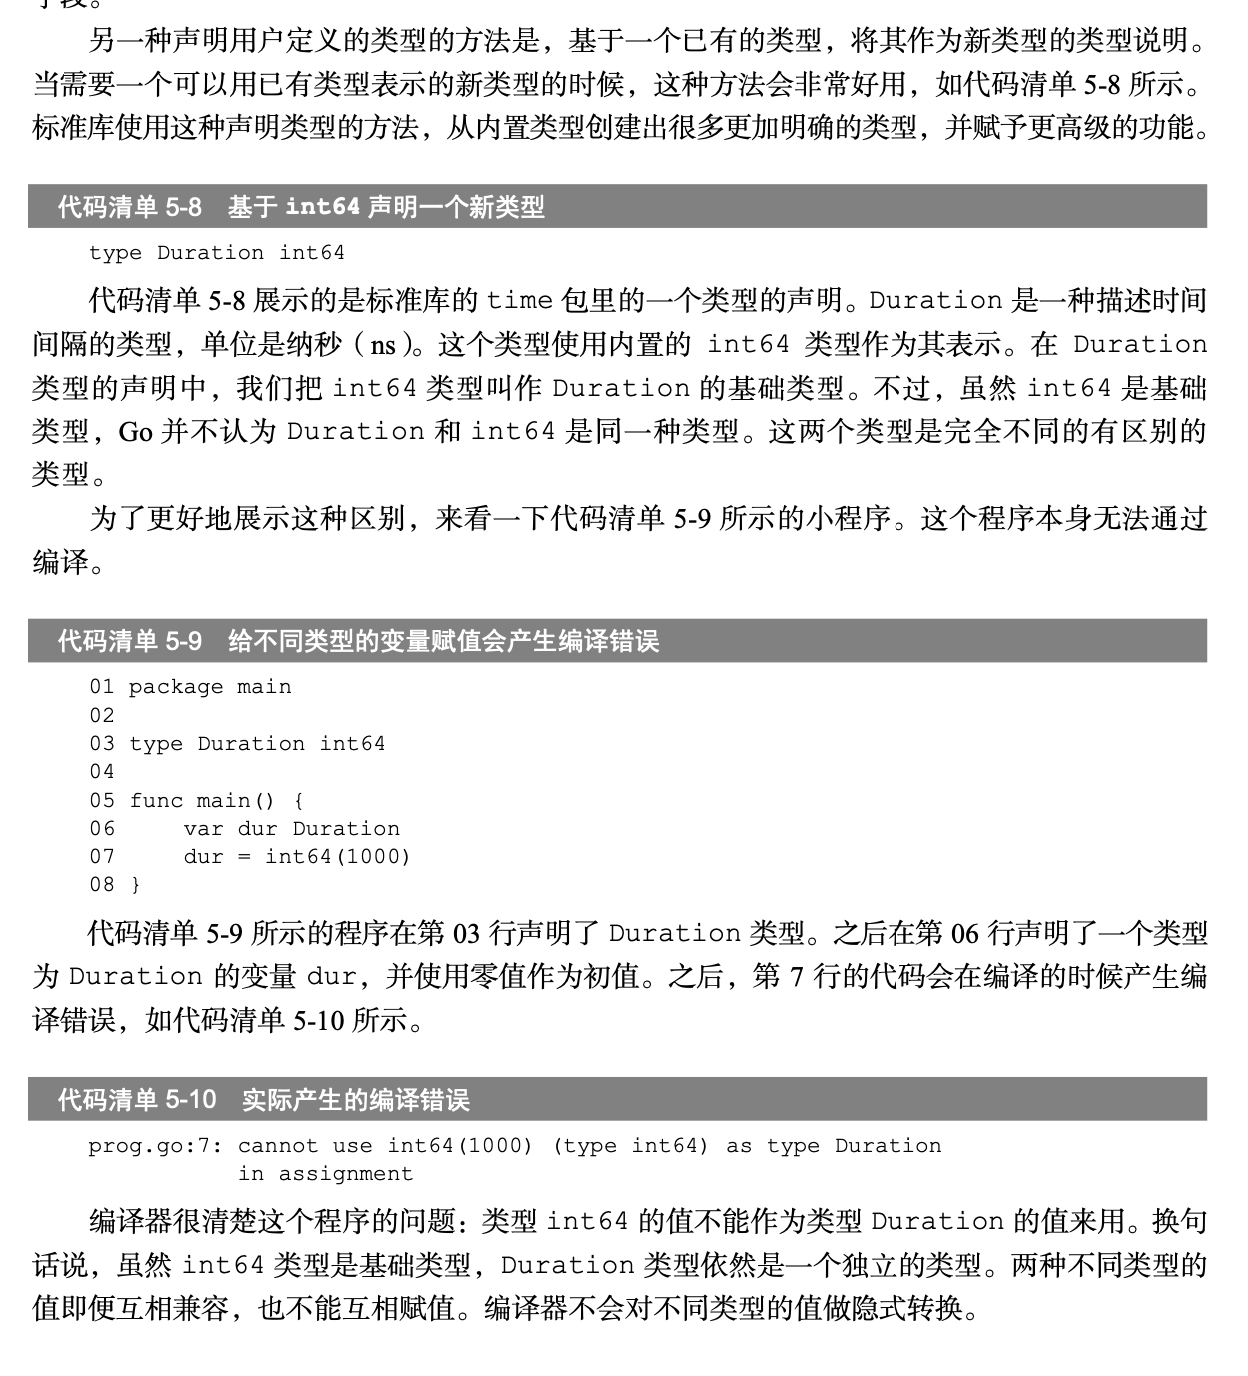 字段。
另一种声明用户定义的类型的方法是，基于一个已有的类型，将其作为新类型的类型说明。
当需要一个可以用已有类型表示的新类型的时候，这种方法会非常好用，如代码清单 5-8 所示。
标准库使用这种声明类型的方法，从内置类型创建出很多更加明确的类型，并赋予更高级的功能。
代码清单 5-8　基于 int64 声明一个新类型
type Duration int64
代码清单 5-8 展示的是标准库的 time 包里的一个类型的声明。Duration 是一种描述时间
间隔的类型，单位是纳秒（ns）。这个类型使用内置的 int64 类型作为其表示。在 Duration
类型的声明中，我们把 int64 类型叫作 Duration 的基础类型。不过，虽然 int64 是基础
类型，Go 并不认为 Duration 和 int64 是同一种类型。这两个类型是完全不同的有区别的
类型。
为了更好地展示这种区别，来看一下代码清单 5-9 所示的小程序。这个程序本身无法通过
编译。
代码清单 5-9　给不同类型的变量赋值会产生编译错误
01 package main
02
03 type Duration int64
04
05 func main() {
06     var dur Duration
07     dur = int64(1000)
08 }
代码清单 5-9 所示的程序在第 03 行声明了 Duration 类型。之后在第 06 行声明了一个类型
为 Duration 的变量 dur，并使用零值作为初值。之后，第 7 行的代码会在编译的时候产生编
译错误，如代码清单 5-10 所示。
代码清单 5-10　实际产生的编译错误
prog.go:7: cannot use int64(1000) (type int64) as type Duration
in assignment
编译器很清楚这个程序的问题：类型 int64 的值不能作为类型 Duration 的值来用。换句
话说，虽然 int64 类型是基础类型，Duration 类型依然是一个独立的类型。两种不同类型的
值即便互相兼容，也不能互相赋值。编译器不会对不同类型的值做隐式转换。